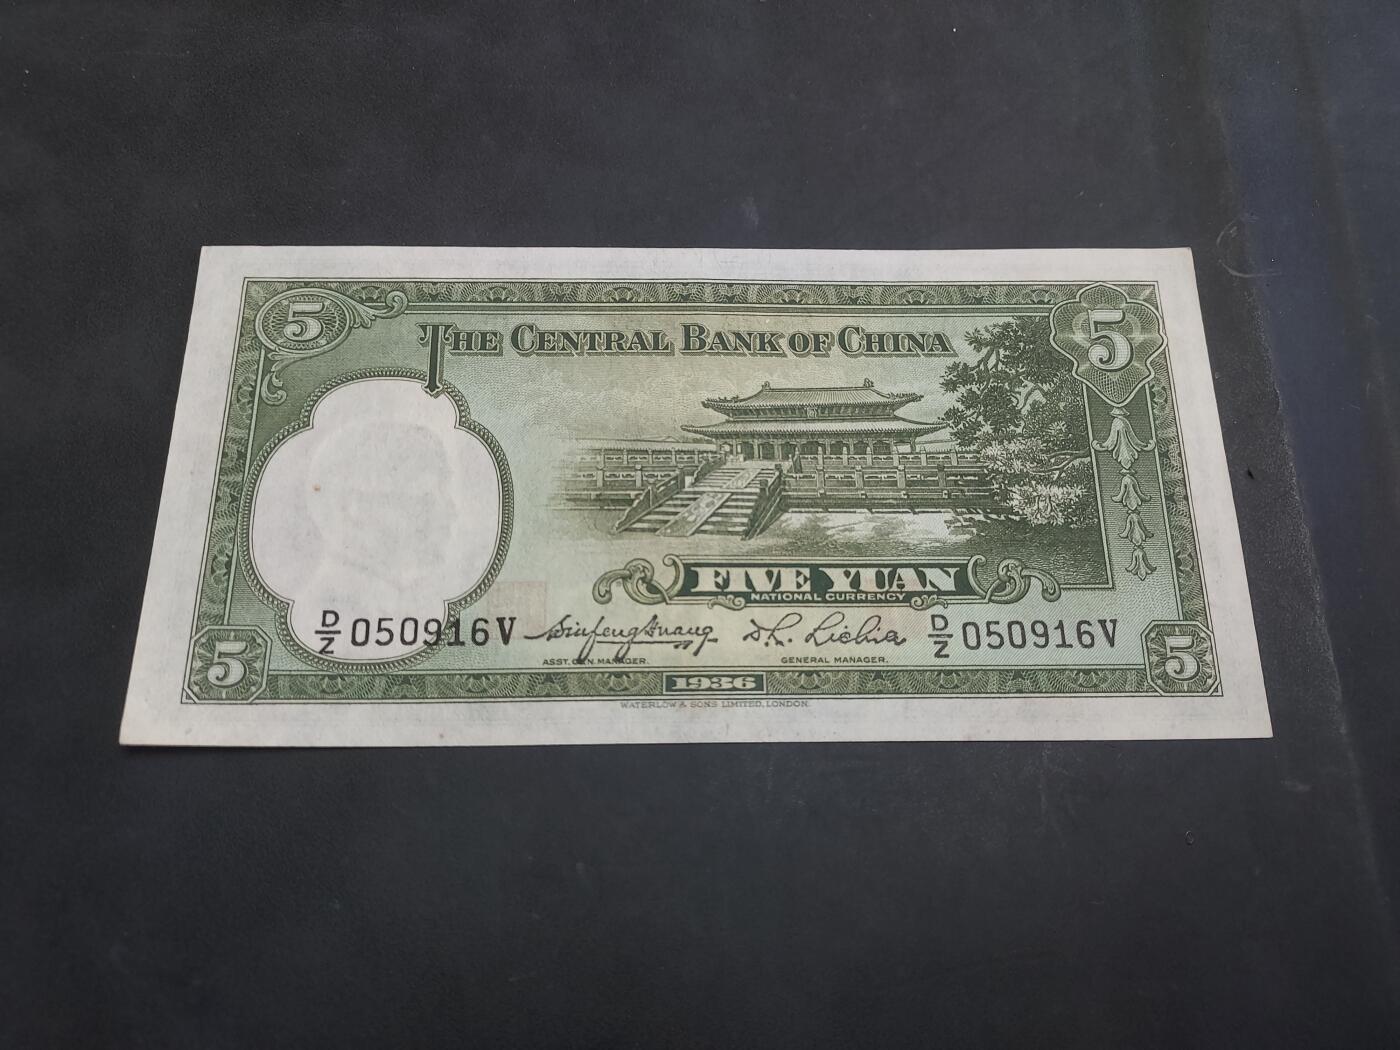 5
5
THE CENTRAL BANK OF CHINA
FIVE YUAN
NATIONAL CURRENCY
D/Z 050916V
D/Z 050916V
ASST. GEN. MANAGER.
GENERAL MANAGER.
5
1936
5
WATERLOW & SONS LIMITED, LONDON.